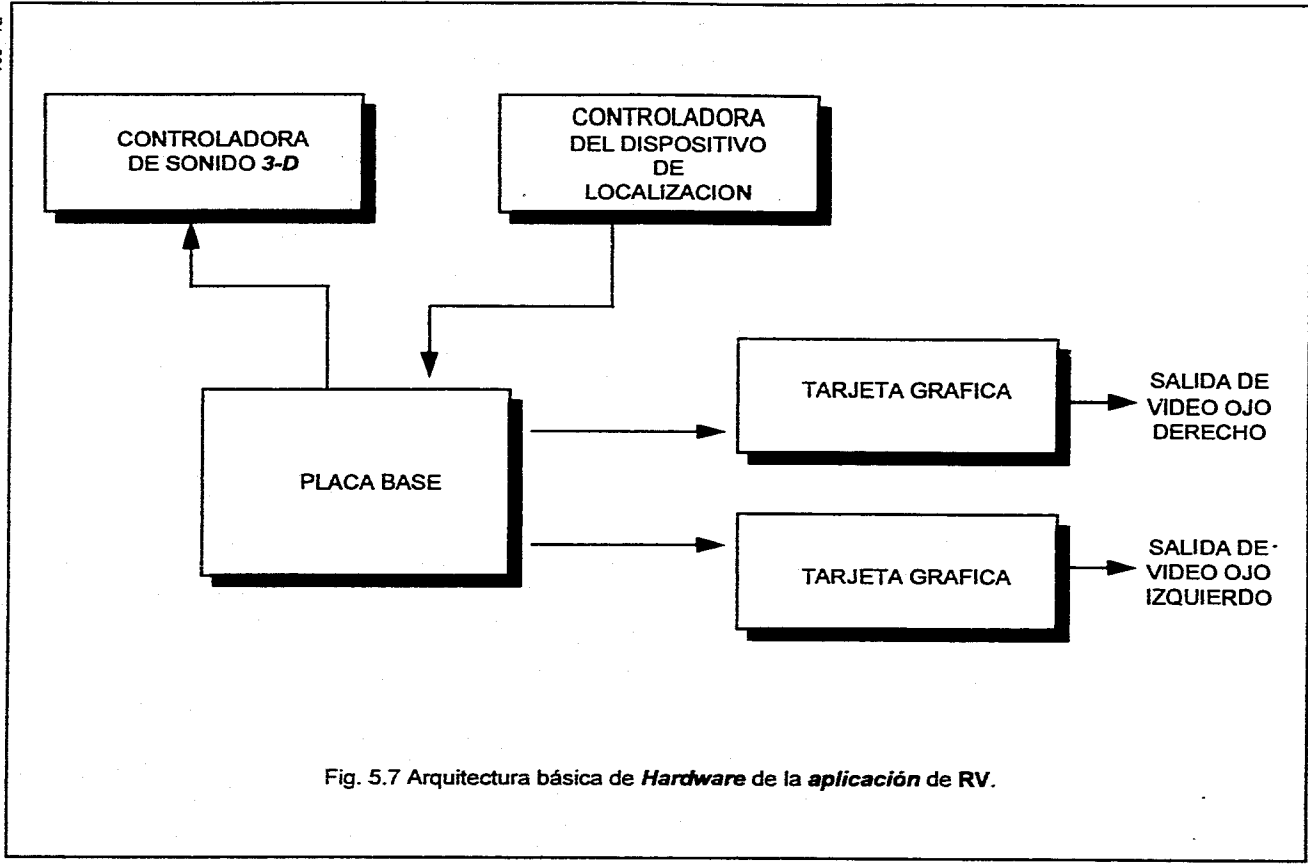 CONTROLADORA
DE SONIDO 3-D
CONTROLADORA
DEL DISPOSITIVO
DE
LOCALIZACION
PLACA BASE
TARJETA GRAFICA
SALIDA DE
VIDEO OJO
DERECHO
TARJETA GRAFICA
SALIDA DE
VIDEO OJO
IZQUIERDO
Fig. 5.7 Arquitectura básica de Hardware de la aplicación de RV.